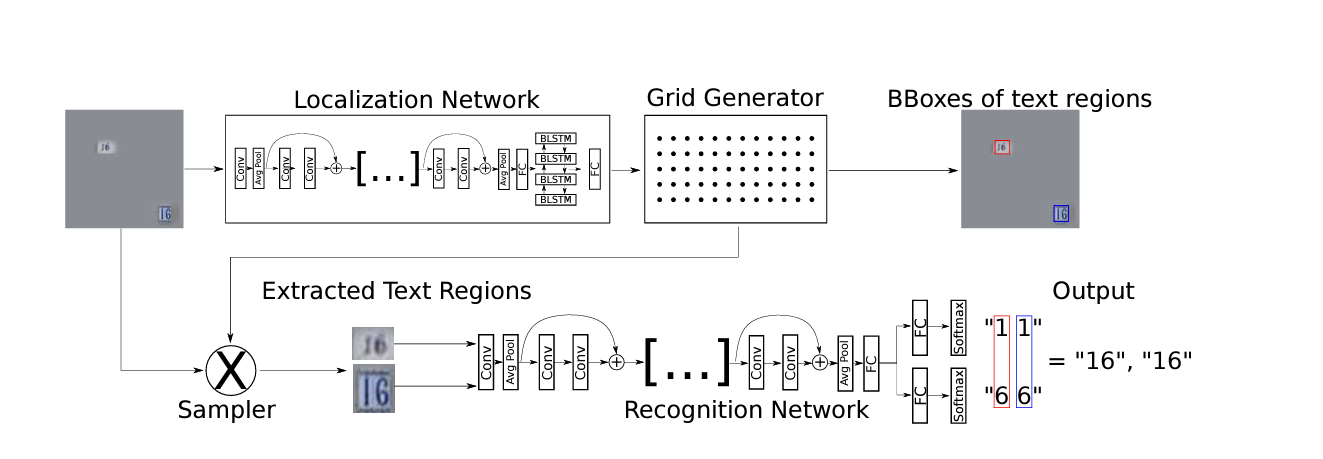 Localization Network
Grid Generator
BBoxes of text regions
16
16
Conv
Avg Pool
Conv
Conv
+
[...]
Conv
Conv
+
Avg Pool
FC
BLSTM
BLSTM
BLSTM
BLSTM
FC
16
16
Extracted Text Regions
Output
X
Sampler
16
16
Conv
Avg Pool
Conv
Conv
+
[...]
Conv
Conv
+
Avg Pool
FC
FC
Softmax
FC
Softmax
"1 1"
"6 6"
= "16", "16"
Recognition Network